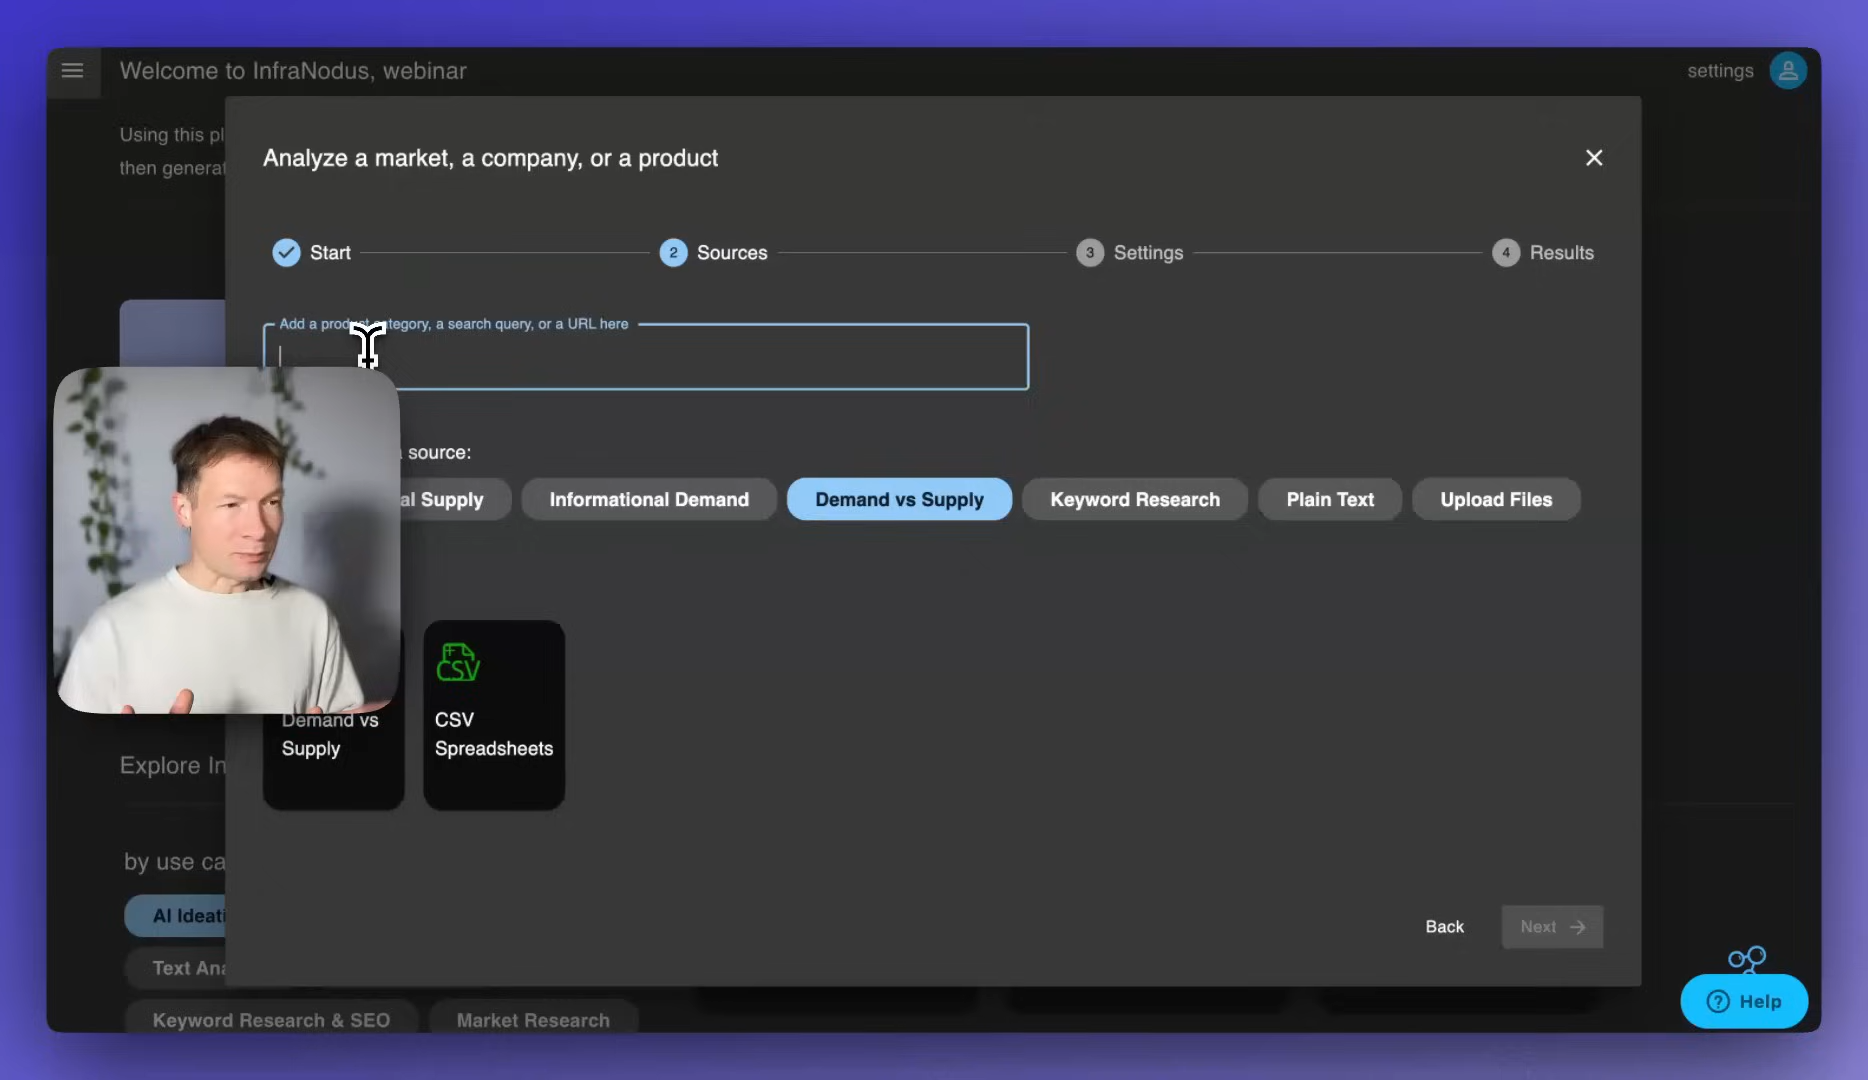 Welcome to InfraNodus, webinar
settings
Using this pl
then generat
Analyze a market, a company, or a product
Start
2 Sources
3 Settings
4 Results
Add a product category, a search query, or a URL here
source:
al Supply
Informational Demand
Demand vs Supply
Keyword Research
Plain Text
Upload Files
Demand vs
Supply
CSV
CSV
Spreadsheets
Explore In
by use ca
AI Ideati
Text Ana
Keyword Research & SEO
Market Research
Back
Next
? Help